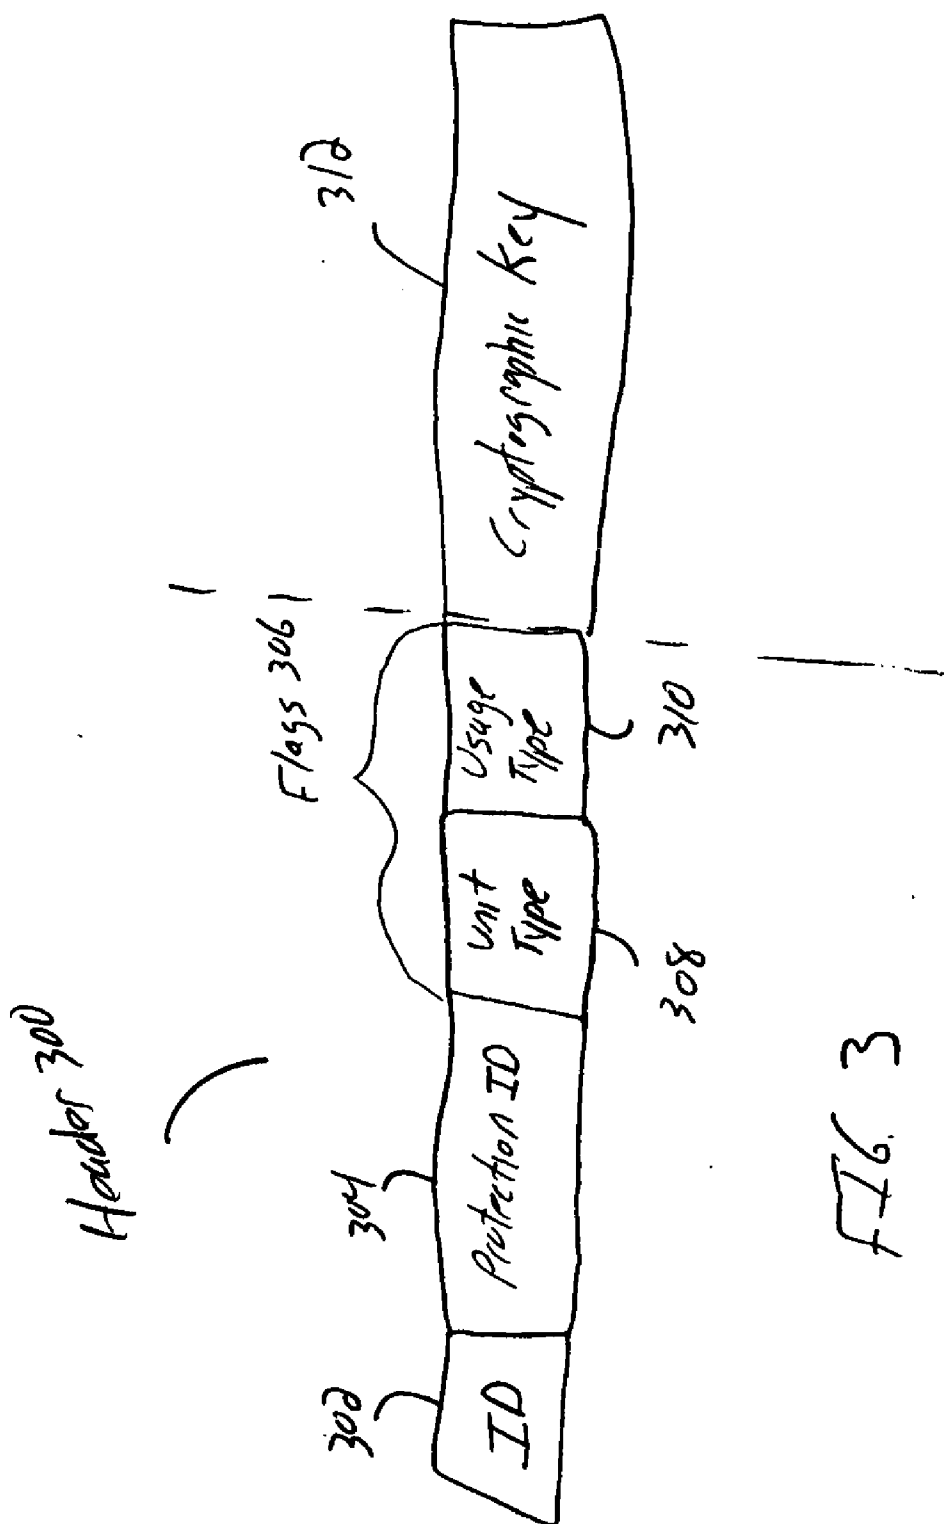 Header 300
Flags 306
302
304
312
ID
Protection ID
Unit
Type
Usage
Type
Cryptographic Key
308
310
FIG. 3